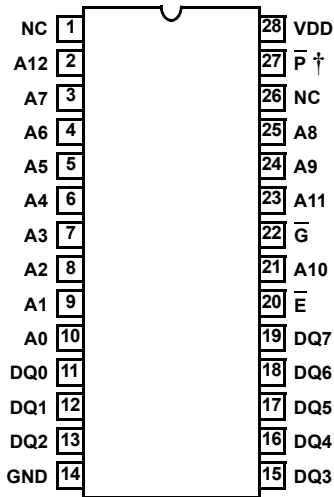 NC 1 28 VDD
A12 2 27 P̅ †
A7 3 26 NC
A6 4 25 A8
A5 5 24 A9
A4 6 23 A11
A3 7 22 G̅
A2 8 21 A10
A1 9 20 E̅
A0 10 19 DQ7
DQ0 11 18 DQ6
DQ1 12 17 DQ5
DQ2 13 16 DQ4
GND 14 15 DQ3